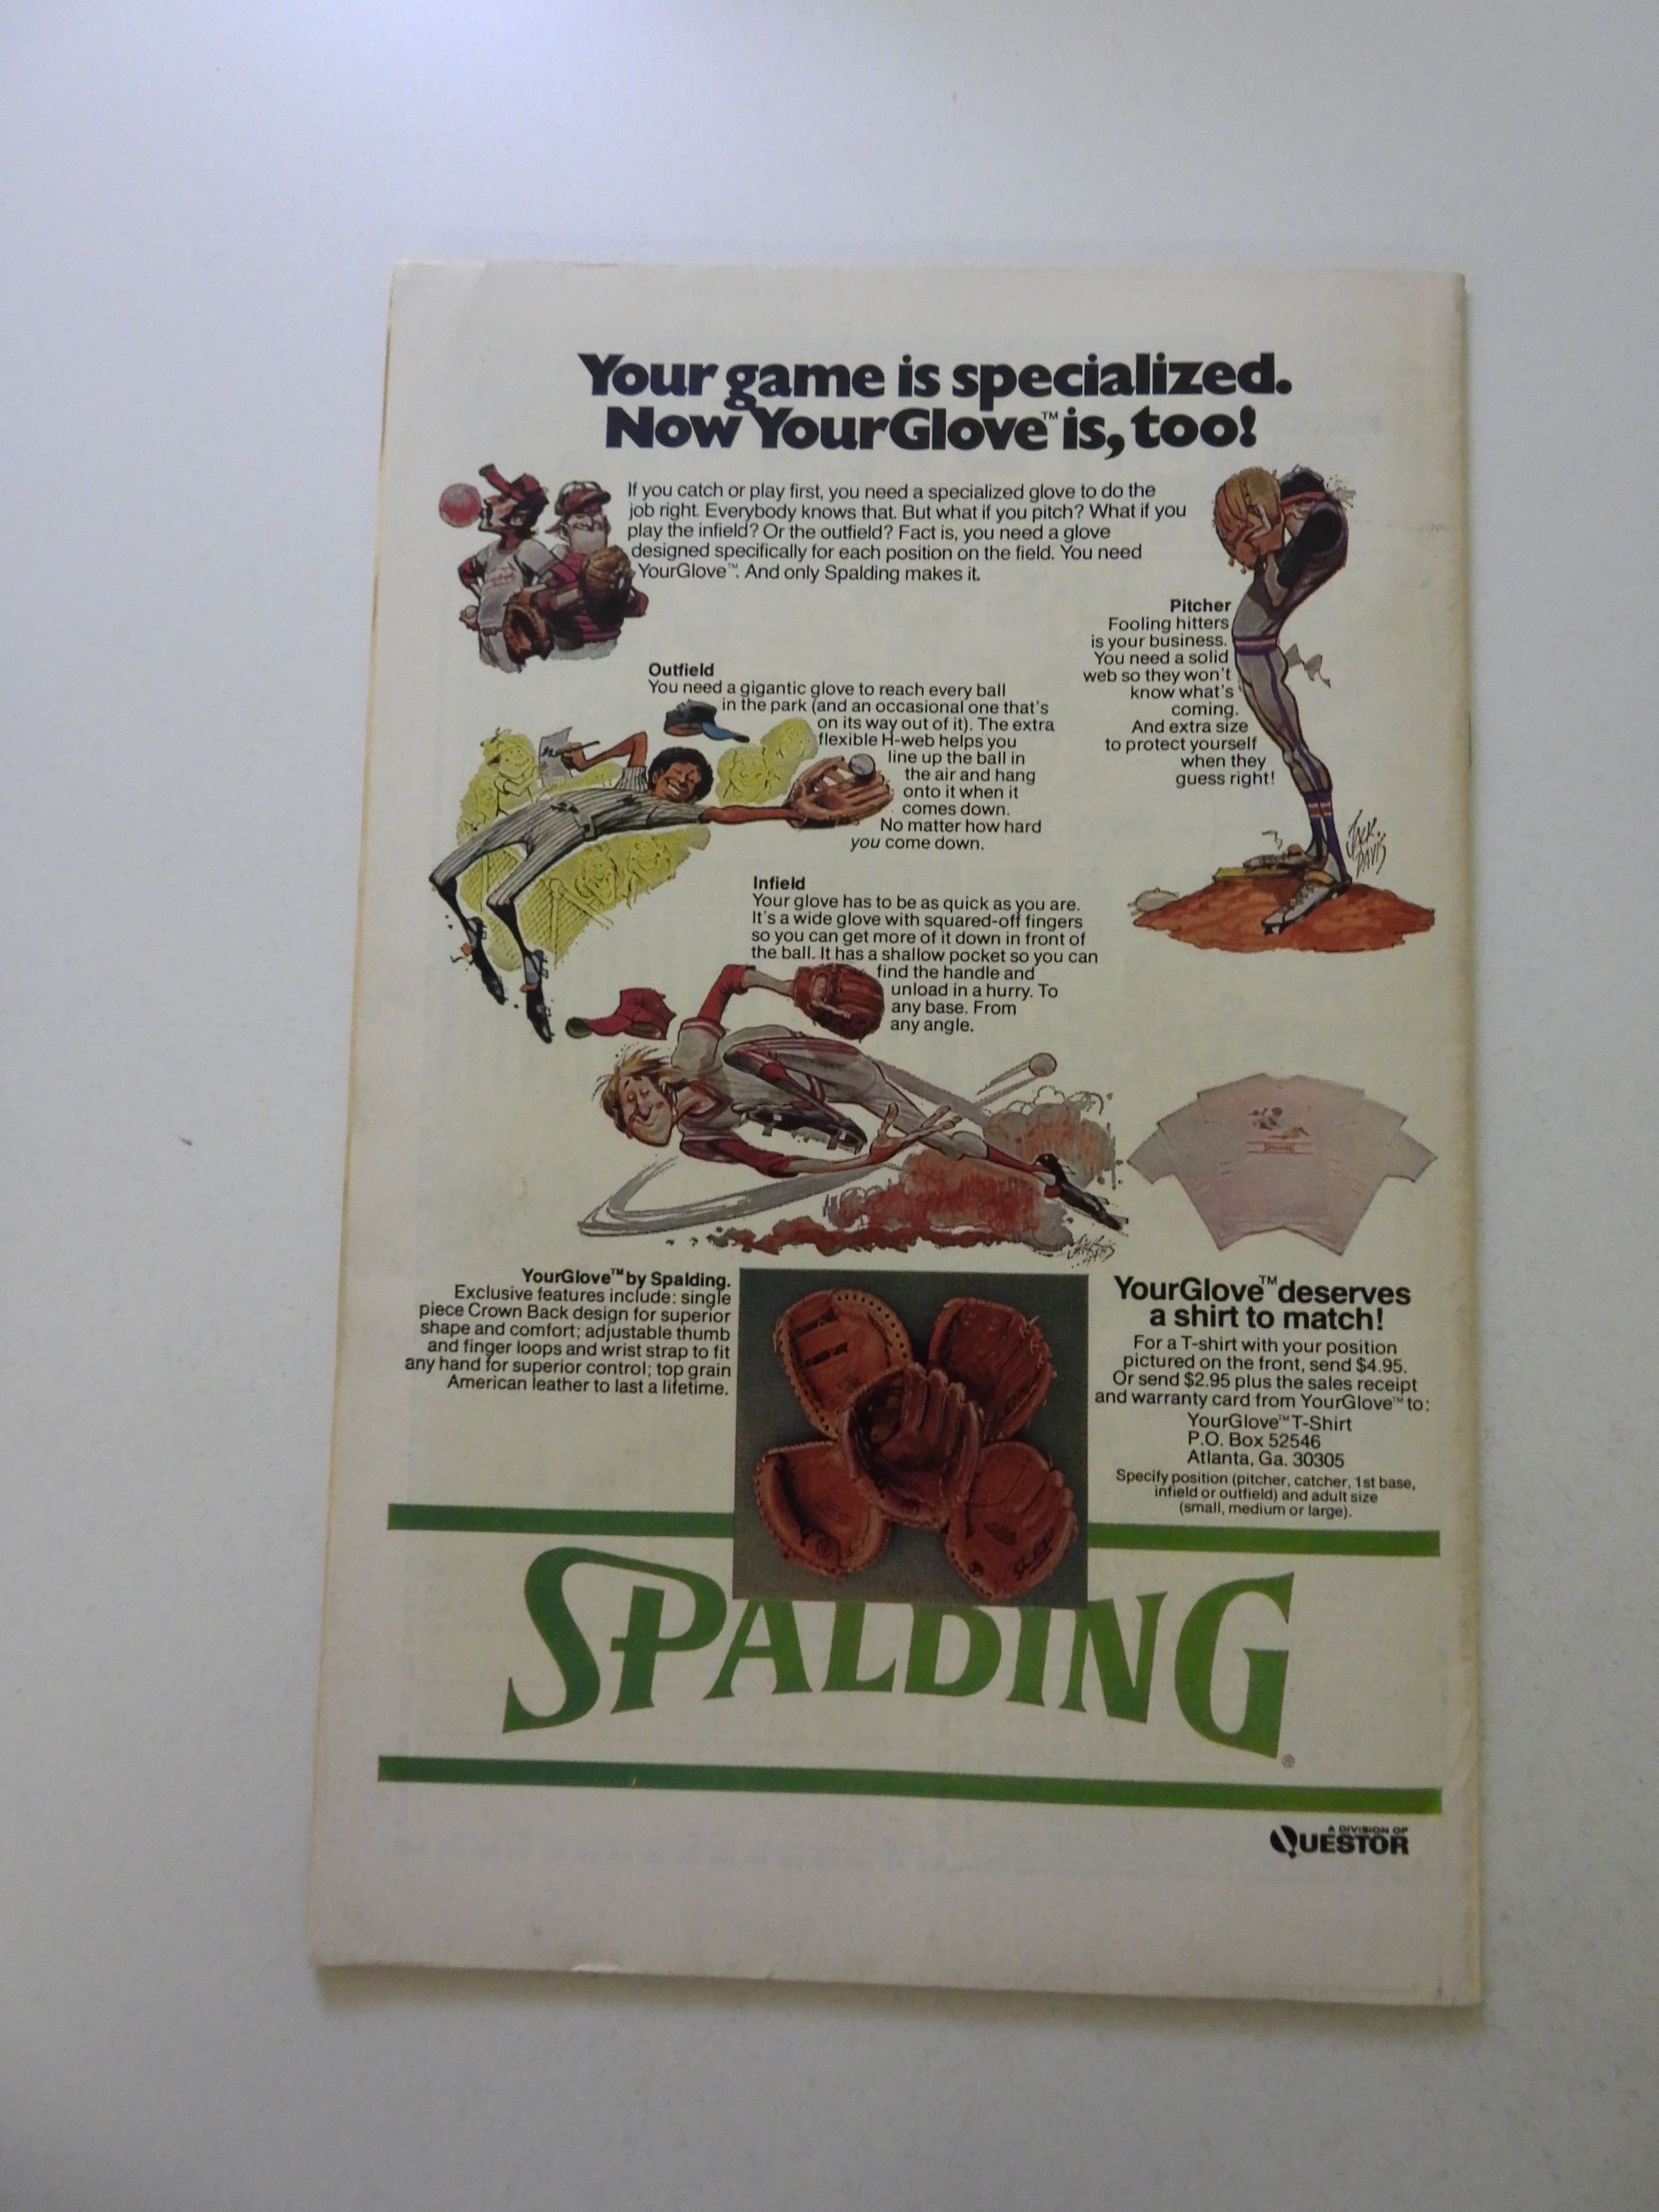 Your game is specialized.
Now YourGlove™ is, too!
If you catch or play first, you need a specialized glove to do the
job right. Everybody knows that. But what if you pitch? What if you
play the infield? Or the outfield? Fact is, you need a glove
designed specifically for each position on the field. You need
YourGlove™. And only Spalding makes it.
Pitcher
Fooling hitters
is your business.
You need a solid
web so they won't
know what's
coming.
And extra size
to protect yourself
when they
guess right!
JACK
DAVIS
Outfield
You need a gigantic glove to reach every ball
in the park (and an occasional one that's
on its way out of it). The extra
flexible H-web helps you
line up the ball in
the air and hang
onto it when it
comes down.
No matter how hard
you come down.
Infield
Your glove has to be as quick as you are.
It's a wide glove with squared-off fingers
so you can get more of it down in front of
the ball. It has a shallow pocket so you can
find the handle and
unload in a hurry. To
any base. From
any angle.
YourGlove™ by Spalding.
Exclusive features include: single
piece Crown Back design for superior
shape and comfort; adjustable thumb
and finger loops and wrist strap to fit
any hand for superior control; top grain
American leather to last a lifetime.
YourGlove™ deserves
a shirt to match!
For a T-shirt with your position
pictured on the front, send $4.95.
Or send $2.95 plus the sales receipt
and warranty card from YourGlove™ to:
YourGlove™ T-Shirt
P.O. Box 52546
Atlanta, Ga. 30305
Specify position (pitcher, catcher, 1st base,
infield or outfield) and adult size
(small, medium or large).
SPALDING®
A DIVISION OF
QUESTOR